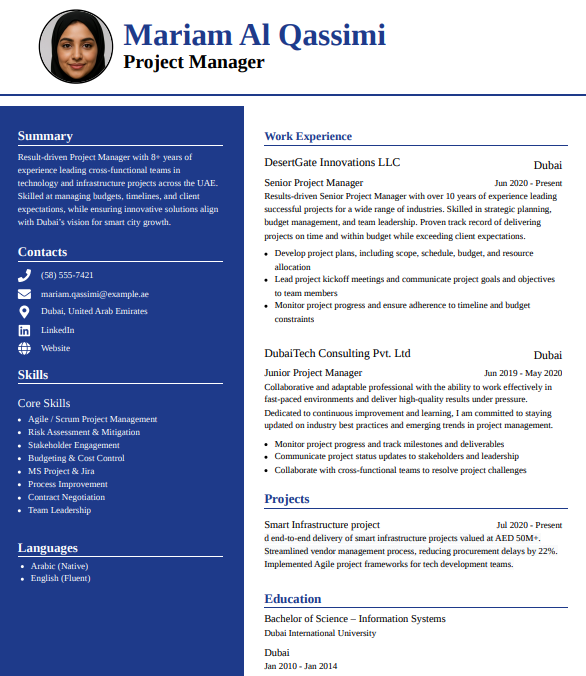 Mariam Al Qassimi
Project Manager
Summary
Result-driven Project Manager with 8+ years of
experience leading cross-functional teams in
technology and infrastructure projects across the UAE.
Skilled at managing budgets, timelines, and client
expectations, while ensuring innovative solutions align
with Dubai's vision for smart city growth.
Contacts
(58) 555-7421
mariam.qassimi@example.ae
Dubai, United Arab Emirates
LinkedIn
Website
Skills
Core Skills
• Agile / Scrum Project Management
• Risk Assessment & Mitigation
• Stakeholder Engagement
• Budgeting & Cost Control
• MS Project & Jira
• Process Improvement
• Contract Negotiation
• Team Leadership
Languages
• Arabic (Native)
• English (Fluent)
Work Experience
DesertGate Innovations LLC Dubai
Senior Project Manager Jun 2020 - Present
Results-driven Senior Project Manager with over 10 years of experience leading
successful projects for a wide range of industries. Skilled in strategic planning,
budget management, and team leadership. Proven track record of delivering
projects on time and within budget while exceeding client expectations.
• Develop project plans, including scope, schedule, budget, and resource
allocation
• Lead project kickoff meetings and communicate project goals and objectives
to team members
• Monitor project progress and ensure adherence to timeline and budget
constraints
DubaiTech Consulting Pvt. Ltd Dubai
Junior Project Manager Jun 2019 - May 2020
Collaborative and adaptable professional with the ability to work effectively in
fast-paced environments and deliver high-quality results under pressure.
Dedicated to continuous improvement and learning, I am committed to staying
updated on industry best practices and emerging trends in project management.
• Monitor project progress and track milestones and deliverables
• Communicate project status updates to stakeholders and leadership
• Collaborate with cross-functional teams to resolve project challenges
Projects
Smart Infrastructure project Jul 2020 - Present
d end-to-end delivery of smart infrastructure projects valued at AED 50M+.
Streamlined vendor management process, reducing procurement delays by 22%.
Implemented Agile project frameworks for tech development teams.
Education
Bachelor of Science – Information Systems
Dubai International University
Dubai
Jan 2010 - Jan 2014